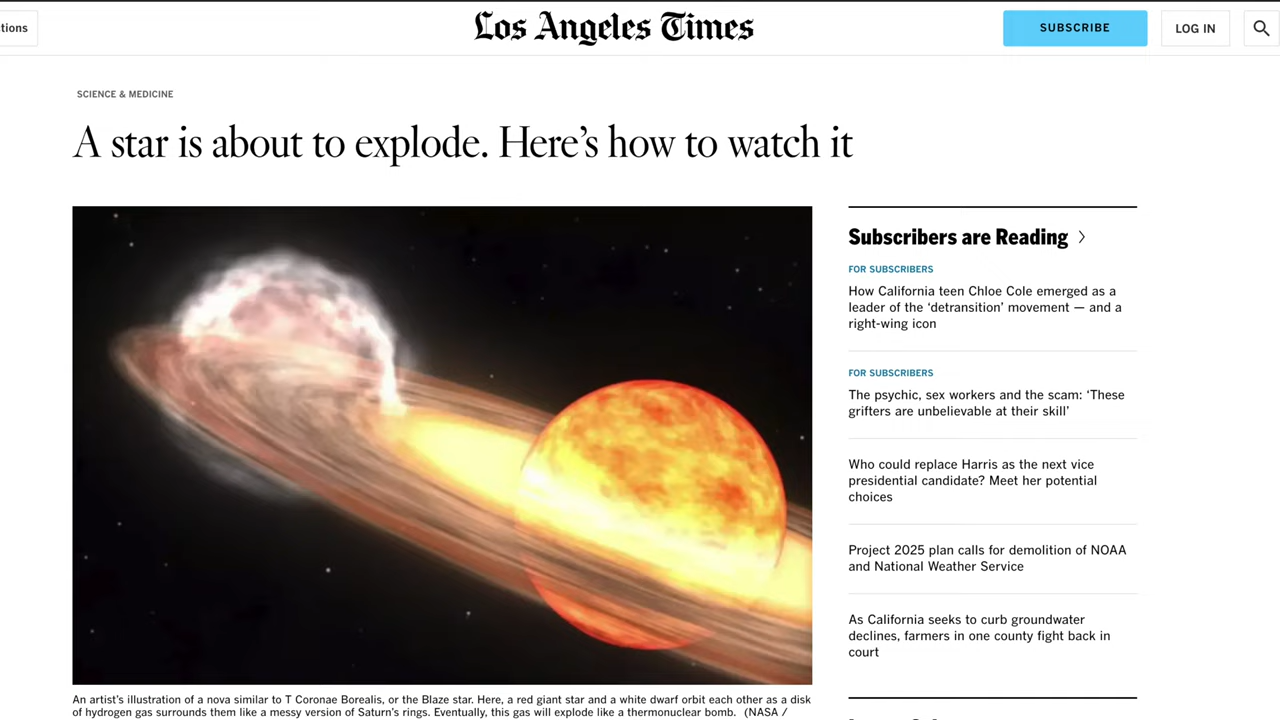 tions
Los Angeles Times
SUBSCRIBE
LOG IN
SCIENCE & MEDICINE
A star is about to explode. Here’s how to watch it
An artist’s illustration of a nova similar to T Coronae Borealis, or the Blaze star. Here, a red giant star and a white dwarf orbit each other as a disk
of hydrogen gas surrounds them like a messy version of Saturn’s rings. Eventually, this gas will explode like a thermonuclear bomb. (NASA /
Subscribers are Reading
FOR SUBSCRIBERS
How California teen Chloe Cole emerged as a
leader of the ‘detransition’ movement — and a
right-wing icon
FOR SUBSCRIBERS
The psychic, sex workers and the scam: ‘These
grifters are unbelievable at their skill’
Who could replace Harris as the next vice
presidential candidate? Meet her potential
choices
Project 2025 plan calls for demolition of NOAA
and National Weather Service
As California seeks to curb groundwater
declines, farmers in one county fight back in
court